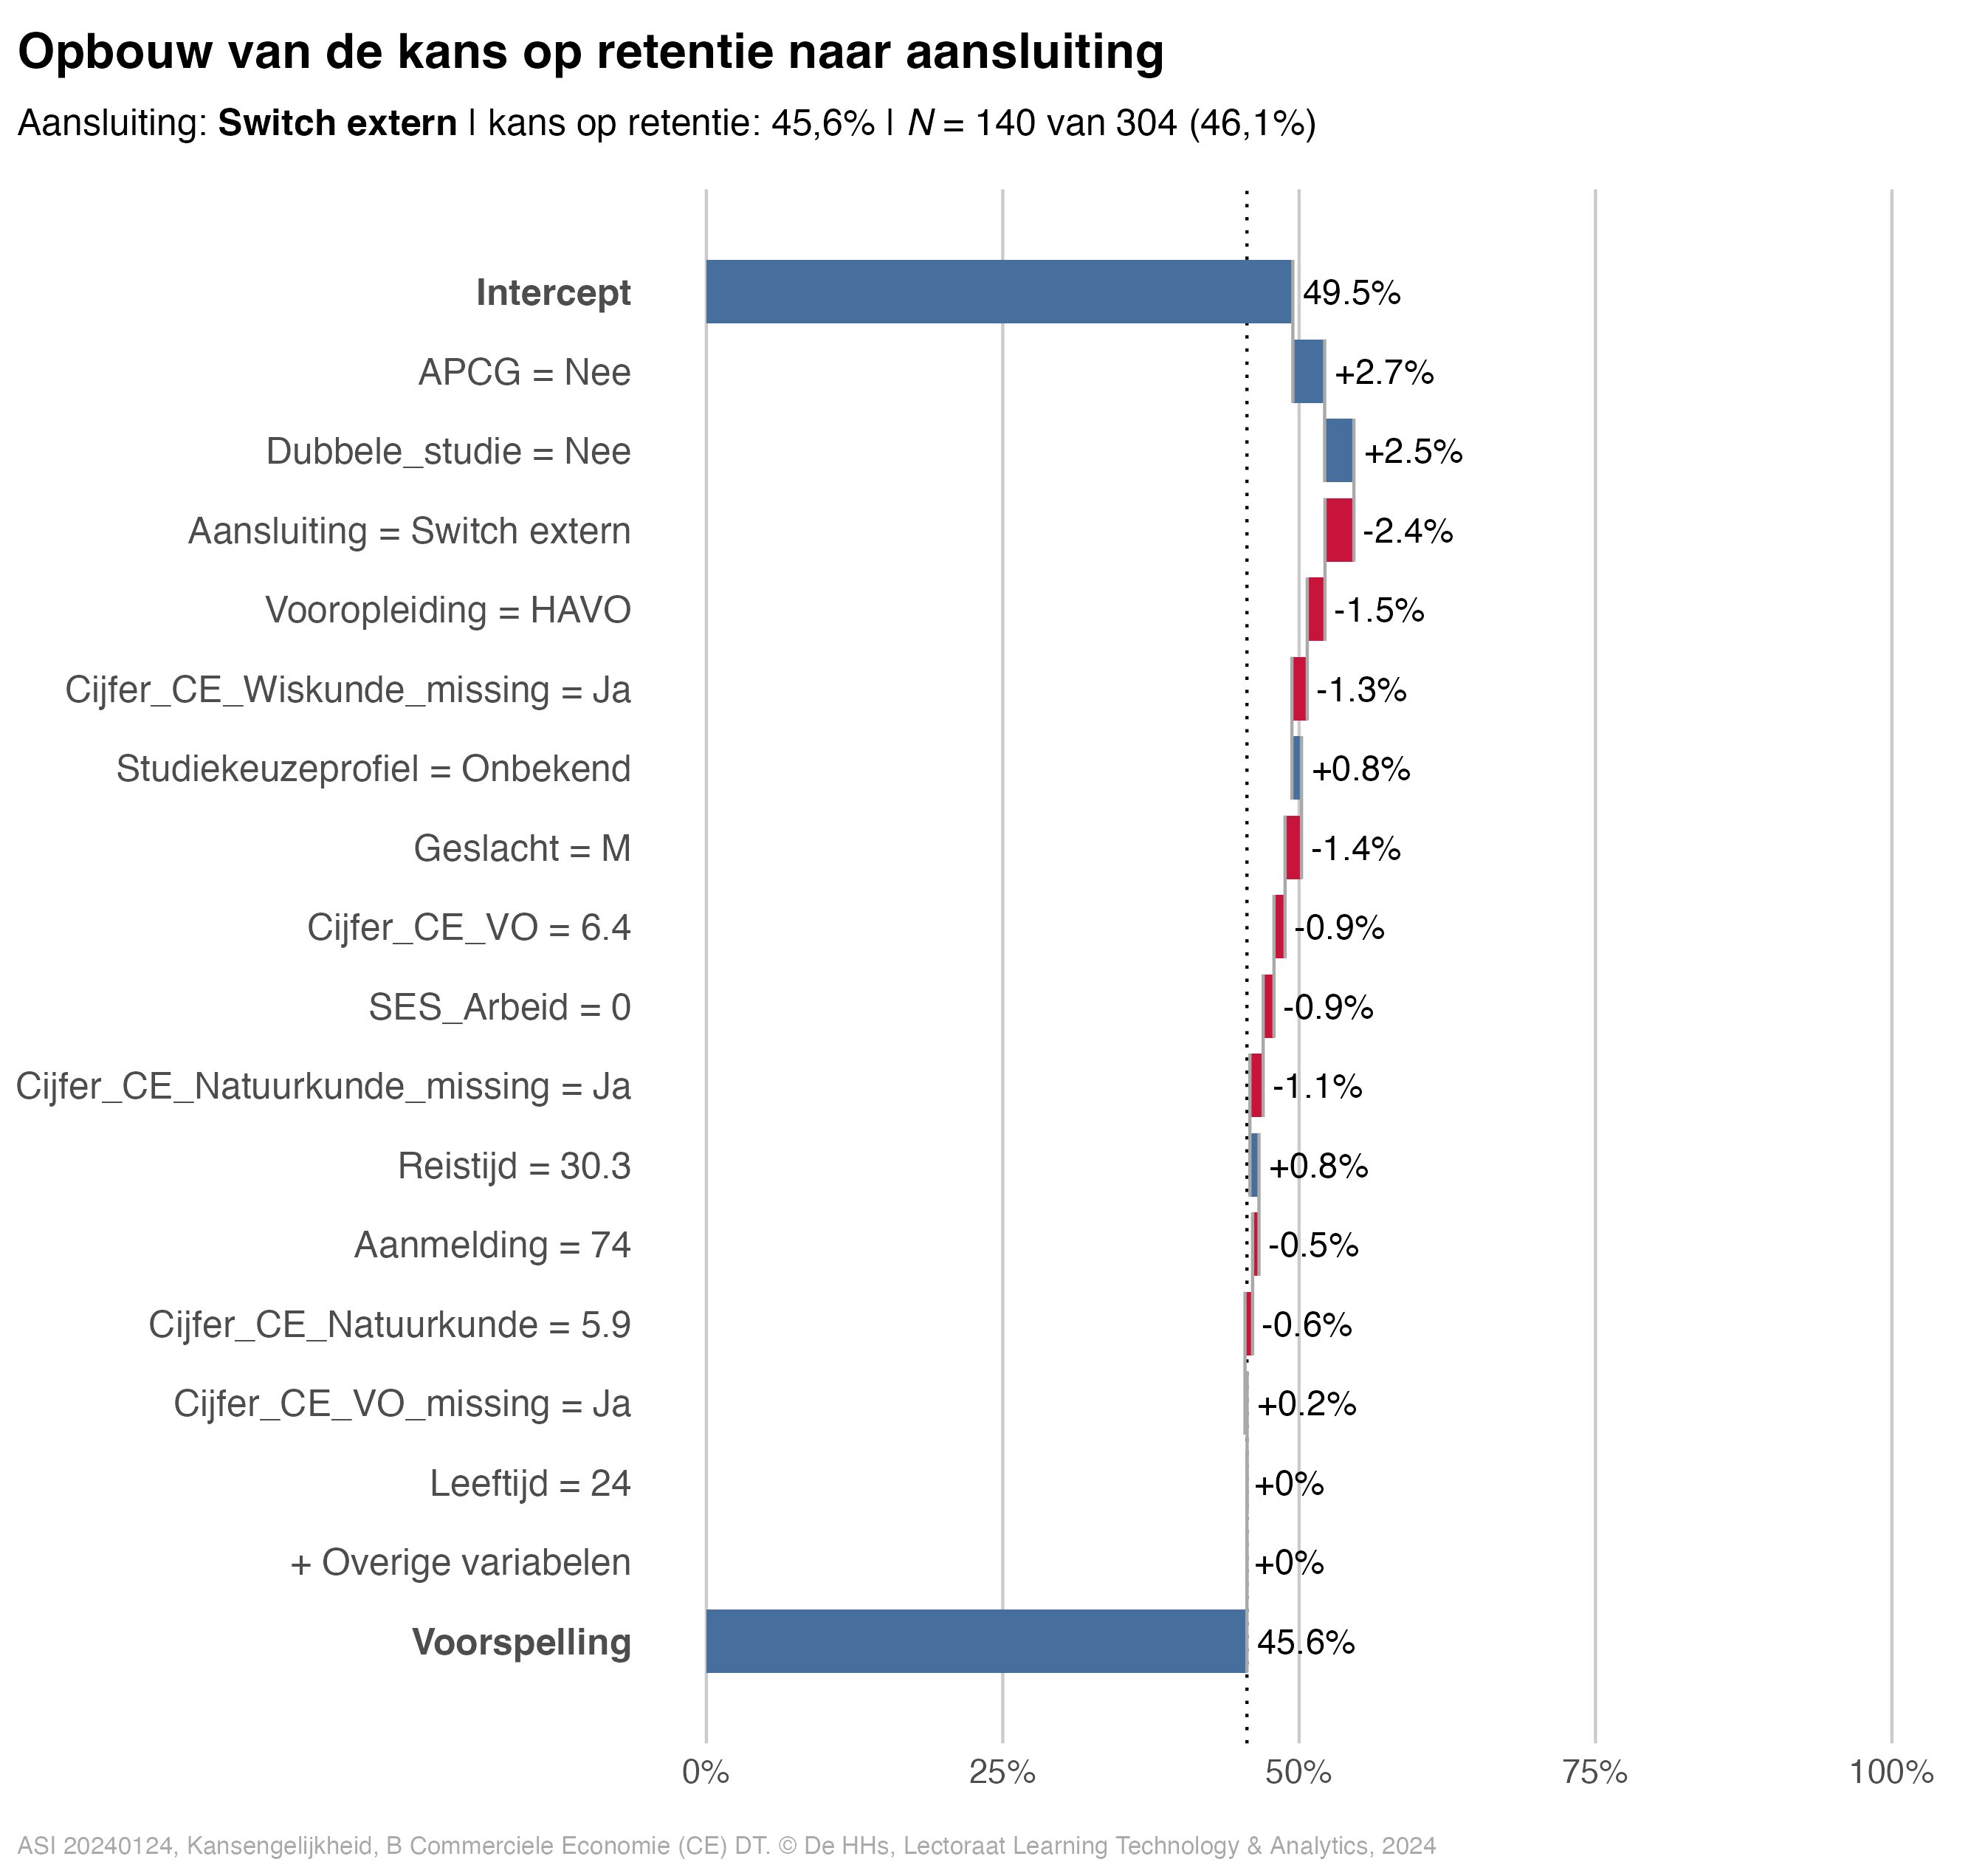 Opbouw van de kans op retentie naar aansluiting
Aansluiting: Switch extern | kans op retentie: 45,6% | N = 140 van 304 (46,1%)
Intercept 49.5%
APCG = Nee +2.7%
Dubbele_studie = Nee +2.5%
Aansluiting = Switch extern -2.4%
Vooropleiding = HAVO -1.5%
Cijfer_CE_Wiskunde_missing = Ja -1.3%
Studiekeuzeprofiel = Onbekend +0.8%
Geslacht = M -1.4%
Cijfer_CE_VO = 6.4 -0.9%
SES_Arbeid = 0 -0.9%
Cijfer_CE_Natuurkunde_missing = Ja -1.1%
Reistijd = 30.3 +0.8%
Aanmelding = 74 -0.5%
Cijfer_CE_Natuurkunde = 5.9 -0.6%
Cijfer_CE_VO_missing = Ja +0.2%
Leeftijd = 24 +0%
+ Overige variabelen +0%
Voorspelling 45.6%
0% 25% 50% 75% 100%
ASI 20240124, Kansengelijkheid, B Commerciele Economie (CE) DT. © De HHs, Lectoraat Learning Technology & Analytics, 2024